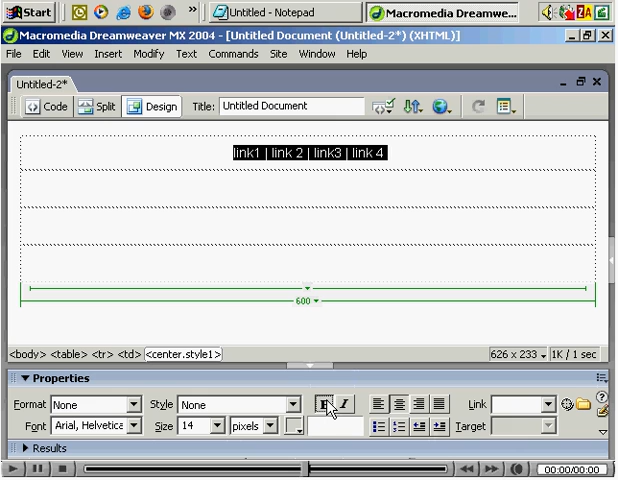 Start » Untitled - Notepad Macromedia Dreamwe...
Macromedia Dreamweaver MX 2004 - [Untitled Document (Untitled-2*) (XHTML)]
File Edit View Insert Modify Text Commands Site Window Help
Untitled-2*
Code Split Design Title: Untitled Document
link1 | link 2 | link3 | link 4
600
<body> <table> <tr> <td> <center.style1> 626 x 233 1K / 1 sec
Properties
Format None Style None B I Link
Font Arial, Helvetica Size 14 pixels Target
Results
00:00/00:00